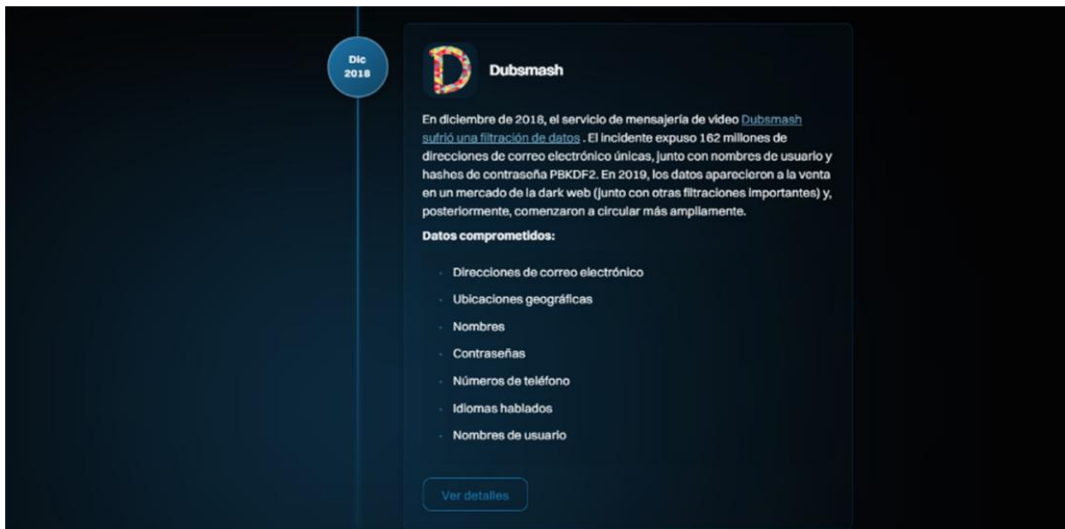 Dic
2018
Dubsmash
En diciembre de 2018, el servicio de mensajería de video Dubsmash
sufrió una filtración de datos . El incidente expuso 162 millones de
direcciones de correo electrónico únicas, junto con nombres de usuario y
hashes de contraseña PBKDF2. En 2019, los datos aparecieron a la venta
en un mercado de la dark web (junto con otras filtraciones importantes) y,
posteriormente, comenzaron a circular más ampliamente.
Datos comprometidos:
Direcciones de correo electrónico
Ubicaciones geográficas
Nombres
Contraseñas
Números de teléfono
Idiomas hablados
Nombres de usuario
Ver detalles